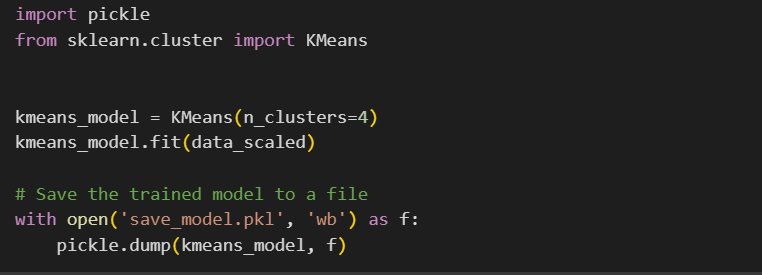 import pickle
from sklearn.cluster import KMeans
kmeans_model = KMeans(n_clusters=4)
kmeans_model.fit(data_scaled)
# Save the trained model to a file
with open('save_model.pkl', 'wb') as f:
    pickle.dump(kmeans_model, f)